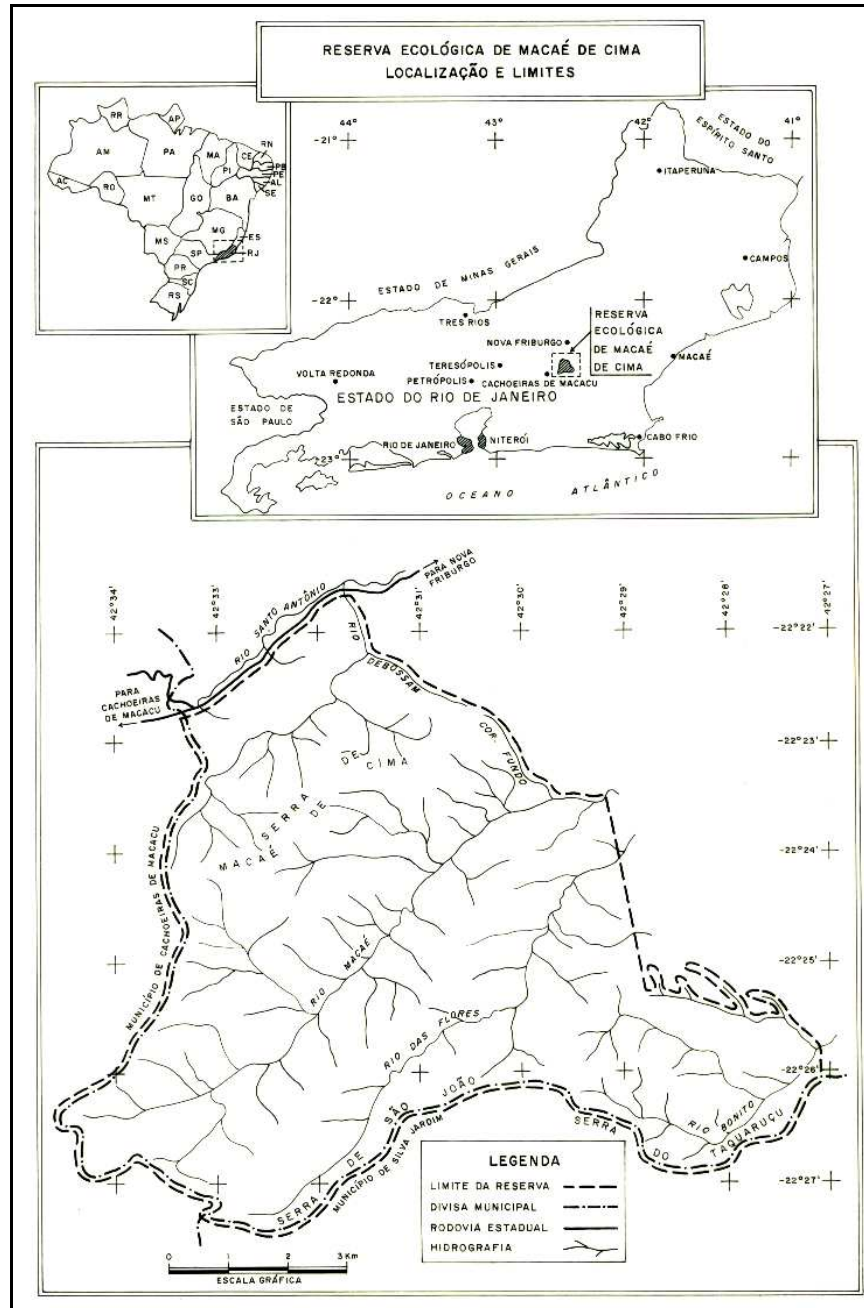 RESERVA ECOLÓGICA DE MACAÉ DE CIMA
LOCALIZAÇÃO E LIMITES
RR
AP
AM
PA
MA
CE
RN
PI
PB
PE
AL
SE
AC
RO
MT
GO
BA
MG
ES
MS
SP
RJ
PR
SC
RS
44°
43°
42°
41°
-21°
ESTADO DO
ESPÍRITO SANTO
ITAPERUNA
CAMPOS
ESTADO DE MINAS GERAIS
-22°
TRES RIOS
RESERVA
ECOLÓGICA
DE MACAÉ
DE CIMA
NOVA FRIBURGO
MACAÉ
TERESÓPOLIS
VOLTA REDONDA
PETRÓPOLIS
CACHOEIRAS DE MACACU
ESTADO DO RIO DE JANEIRO
ESTADO DE
SÃO PAULO
RIO DE JANEIRO
NITERÓI
CABO FRIO
-23°
OCEANO ATLÂNTICO
PARA NOVA
FRIBURGO
42°34'
42°33'
42°31'
42°30'
42°29'
42°28'
42°27'
RIO SANTO ANTÔNIO
-22°22'
RIO
DEBOSSAM
PARA
CACHOEIRAS
DE MACACU
COR. FUNDO
-22°23'
SERRA DE
MACAÉ DE CIMA
-22°24'
MUNICÍPIO DE CACHOEIRAS DE MACACU
RIO MACAÉ
-22°25'
RIO DAS FLORES
-22°26'
RIO BONITO
SERRA DE SÃO JOÃO
MUNICÍPIO DE SILVA JARDIM
SERRA DO TAQUARUÇU
-22°27'
LEGENDA
LIMITE DA RESERVA
DIVISA MUNICIPAL
RODOVIA ESTADUAL
HIDROGRAFIA
0 1 2 3 Km
ESCALA GRÁFICA